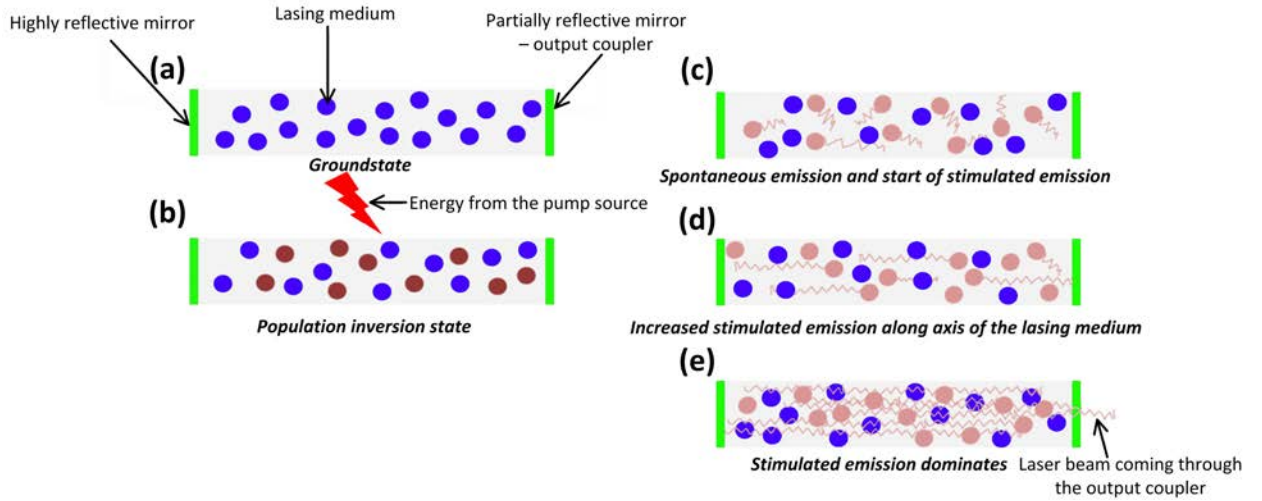 Highly reflective mirror
Lasing medium
Partially reflective mirror
– output coupler
(a)
Groundstate
Energy from the pump source
(b)
Population inversion state
(c)
Spontaneous emission and start of stimulated emission
(d)
Increased stimulated emission along axis of the lasing medium
(e)
Stimulated emission dominates
Laser beam coming through
the output coupler